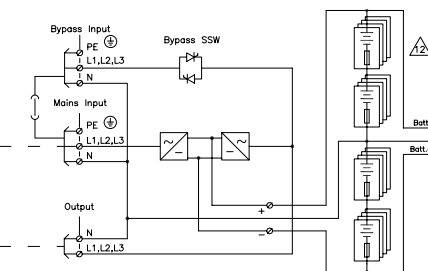 Bypass Input
PE
L1,L2,L3
N
Bypass SSW
Mains Input
PE
L1,L2,L3
N
Output
N
L1,L2,L3
+
−
12
Batt
Batt.